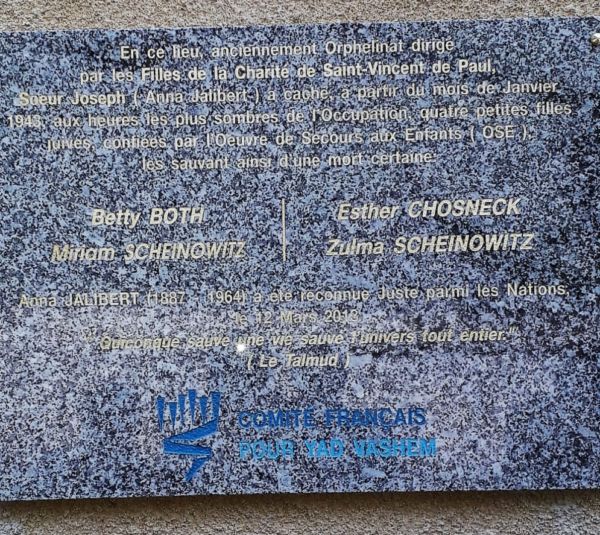 En ce lieu, anciennement Orphelinat dirigé
par les Filles de la Charité de Saint-Vincent de Paul,
Soeur Joseph ( Anna Jalibert ) a caché, à partir du mois de Janvier
1943, aux heures les plus sombres de l'Occupation, quatre petites filles
juives, confiées par l'Oeuvre de Secours aux Enfants ( OSE ),
les sauvant ainsi d'une mort certaine:
Betty BOTH
Miriam SCHEINOWITZ
Esther CHOSNECK
Zulma SCHEINOWITZ
Anna JALIBERT (1887 - 1964) a été reconnue Juste parmi les Nations,
le 12 Mars
" Quiconque sauve une vie sauve l'univers tout entier."
( Le Talmud )
COMITÉ FRANÇAIS
POUR YAD VASHEM